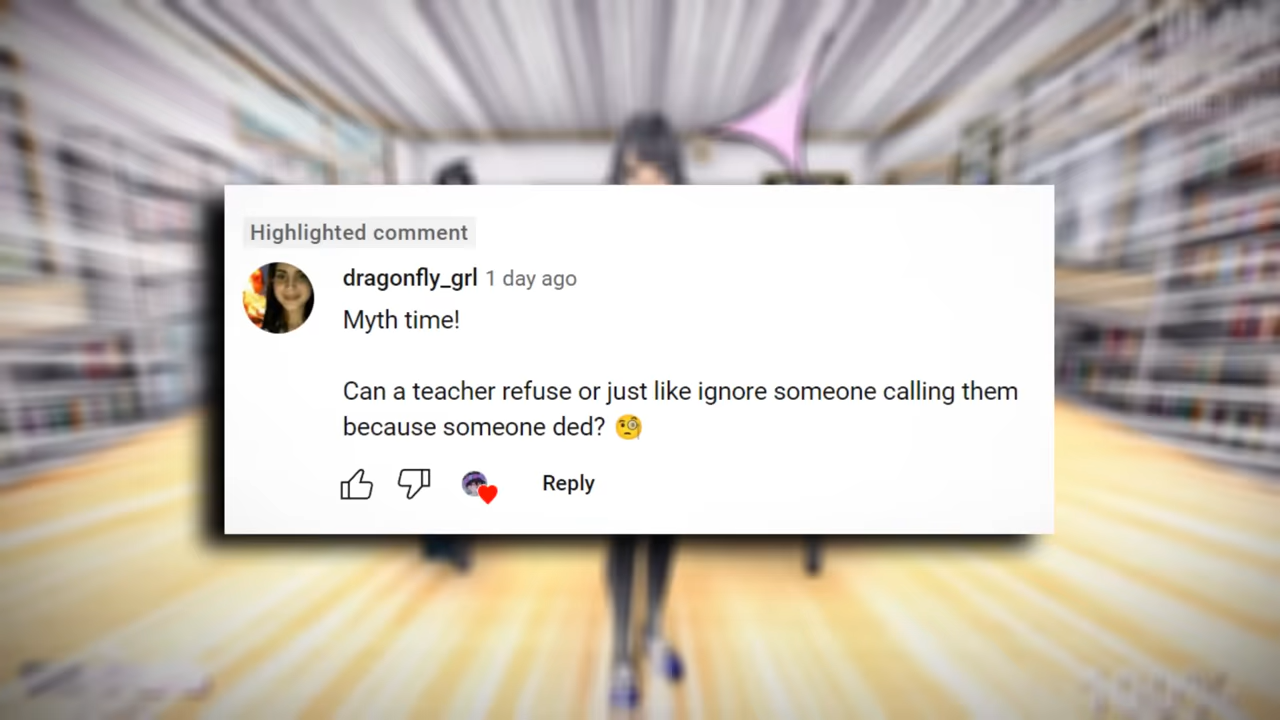 Highlighted comment
dragonfly_grl 1 day ago
Myth time!
Can a teacher refuse or just like ignore someone calling them
because someone ded? 🧐
Reply